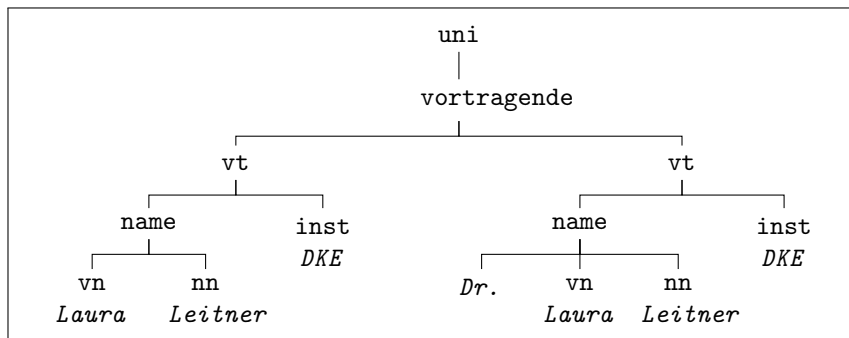 uni
vortragende
vt vt
name inst name inst
DKE DKE
vn nn Dr. vn nn
Laura Leitner Laura Leitner